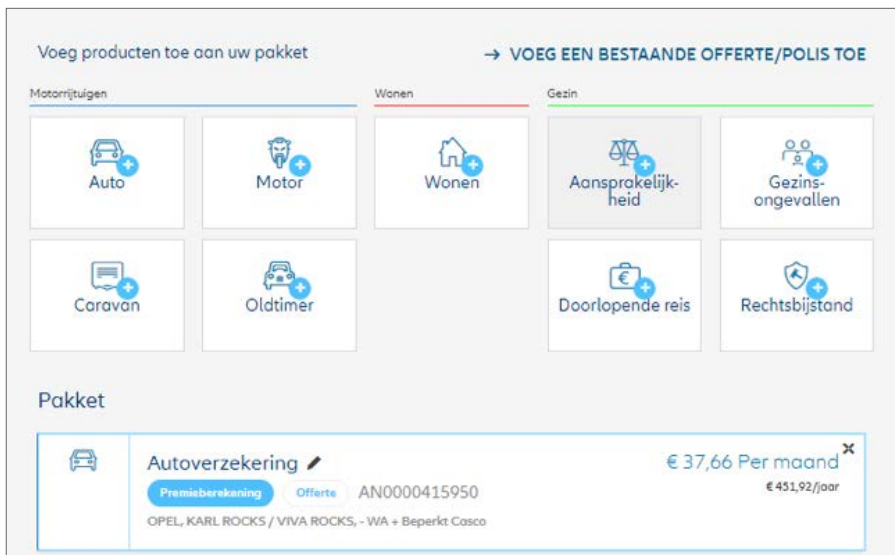 Voeg producten toe aan uw pakket
→ VOEG EEN BESTAANDE OFFERTE/POLIS TOE
Motorrijtuigen
Wonen
Gezin
Auto
Motor
Wonen
Aansprakelijk-
heid
Gezins-
ongevallen
Caravan
Oldtimer
Doorlopende reis
Rechtsbijstand
Pakket
Autoverzekering
€ 37,66 Per maand
Premieberekening Offerte AN0000415950
€ 451,92/jaar
OPEL, KARL ROCKS / VIVA ROCKS, - WA + Beperkt Casco